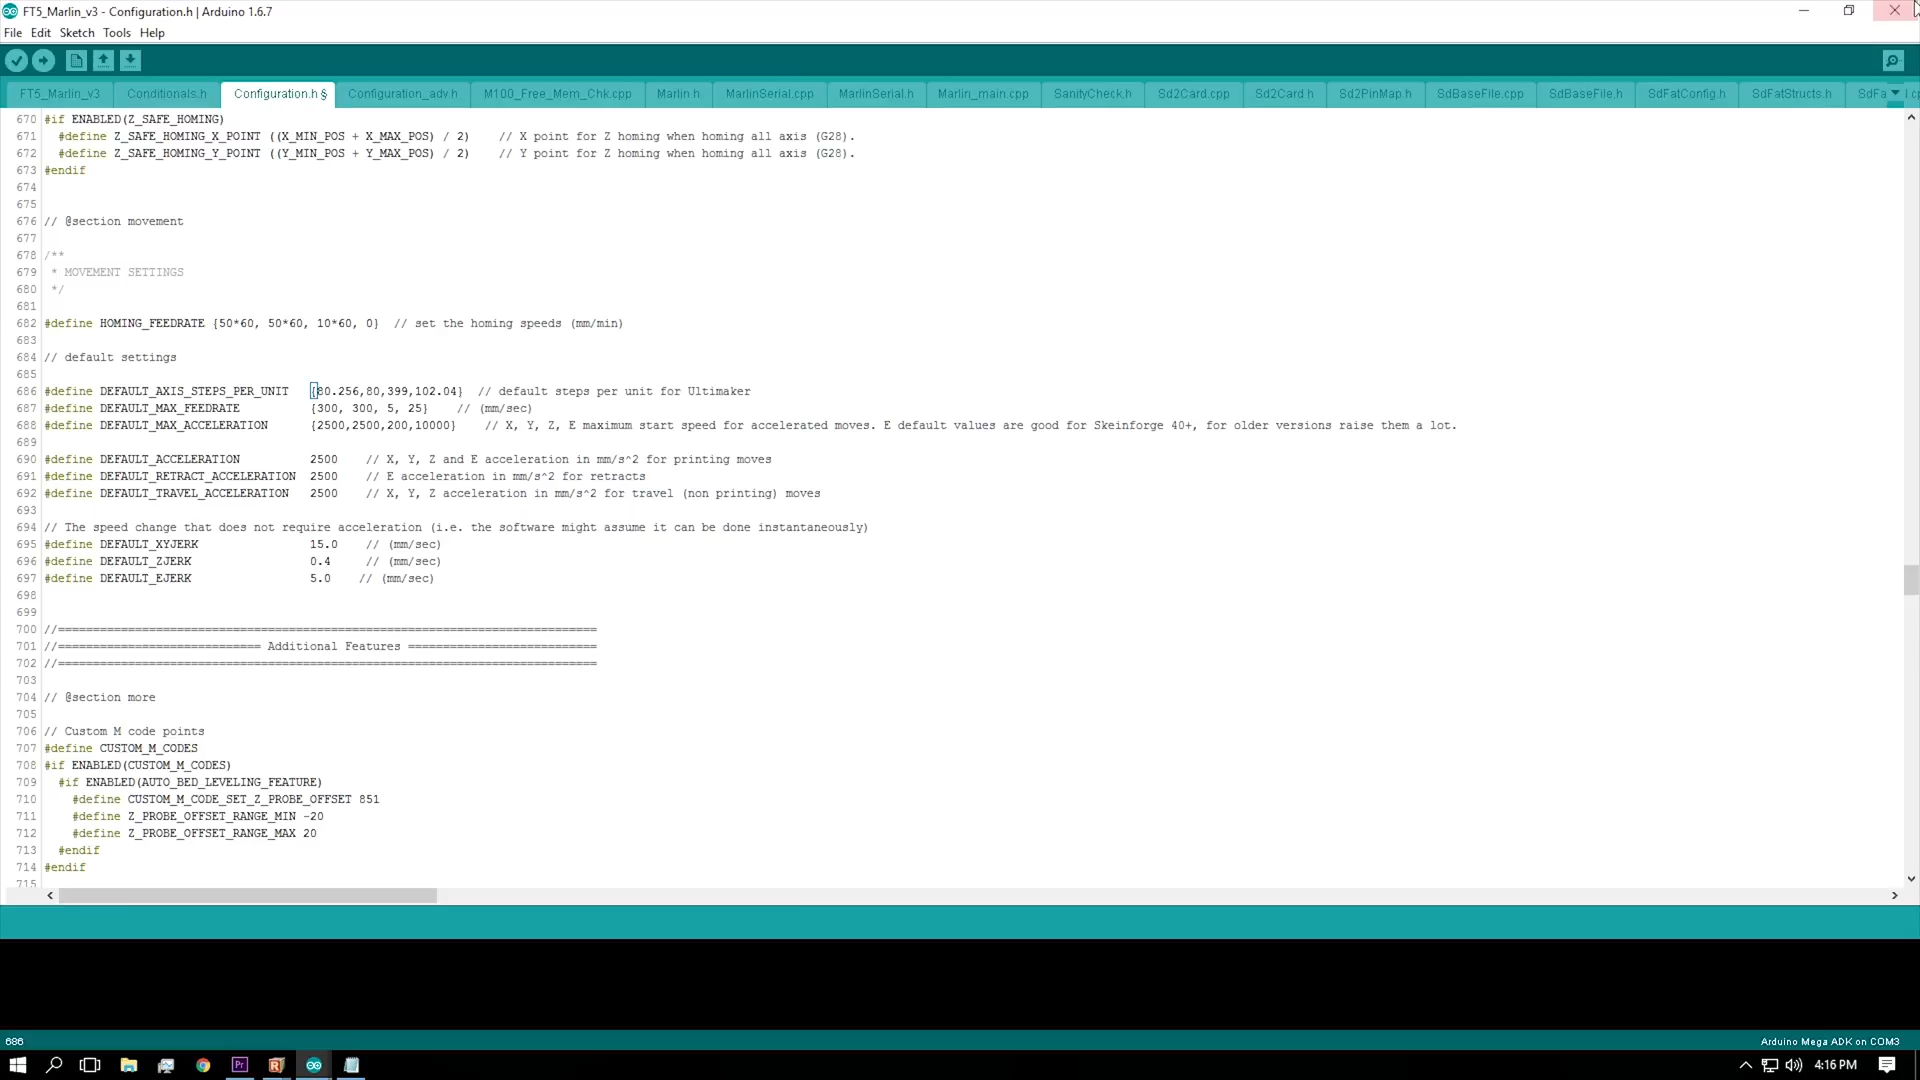 FT5_Marlin_v3 - Configuration.h | Arduino 1.6.7
File Edit Sketch Tools Help
FT5_Marlin_v3 Conditionals.h Configuration.h § Configuration_adv.h M100_Free_Mem_Chk.cpp Marlin.h MarlinSerial.cpp MarlinSerial.h Marlin_main.cpp SanityCheck.h Sd2Card.cpp Sd2Card.h Sd2PinMap.h SdBaseFile.cpp SdBaseFile.h SdFatConfig.h SdFatStructs.h
670 #if ENABLED(Z_SAFE_HOMING)
671 #define Z_SAFE_HOMING_X_POINT ((X_MIN_POS + X_MAX_POS) / 2) // X point for Z homing when homing all axis (G28).
672 #define Z_SAFE_HOMING_Y_POINT ((Y_MIN_POS + Y_MAX_POS) / 2) // Y point for Z homing when homing all axis (G28).
673 #endif
674
675
676 // @section movement
677
678 /**
679 * MOVEMENT SETTINGS
680 */
681
682 #define HOMING_FEEDRATE {50*60, 50*60, 10*60, 0} // set the homing speeds (mm/min)
683
684 // default settings
685
686 #define DEFAULT_AXIS_STEPS_PER_UNIT {80.256,80,399,102.04} // default steps per unit for Ultimaker
687 #define DEFAULT_MAX_FEEDRATE {300, 300, 5, 25} // (mm/sec)
688 #define DEFAULT_MAX_ACCELERATION {2500,2500,200,10000} // X, Y, Z, E maximum start speed for accelerated moves. E default values are good for Skeinforge 40+, for older versions raise them a lot.
689
690 #define DEFAULT_ACCELERATION 2500 // X, Y, Z and E acceleration in mm/s^2 for printing moves
691 #define DEFAULT_RETRACT_ACCELERATION 2500 // E acceleration in mm/s^2 for retracts
692 #define DEFAULT_TRAVEL_ACCELERATION 2500 // X, Y, Z acceleration in mm/s^2 for travel (non printing) moves
693
694 // The speed change that does not require acceleration (i.e. the software might assume it can be done instantaneously)
695 #define DEFAULT_XYJERK 15.0 // (mm/sec)
696 #define DEFAULT_ZJERK 0.4 // (mm/sec)
697 #define DEFAULT_EJERK 5.0 // (mm/sec)
698
699
700 //=============================================================================
701 //============================= Additional Features ===========================
702 //=============================================================================
703
704 // @section more
705
706 // Custom M code points
707 #define CUSTOM_M_CODES
708 #if ENABLED(CUSTOM_M_CODES)
709 #if ENABLED(AUTO_BED_LEVELING_FEATURE)
710 #define CUSTOM_M_CODE_SET_Z_PROBE_OFFSET 851
711 #define Z_PROBE_OFFSET_RANGE_MIN -20
712 #define Z_PROBE_OFFSET_RANGE_MAX 20
713 #endif
714 #endif
715
686
Arduino Mega ADK on COM3
Pr
4:16 PM